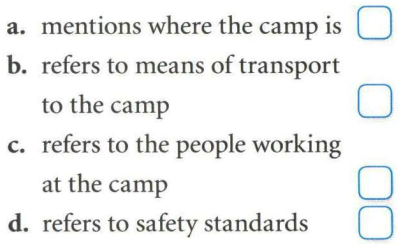 a. mentions where the camp is
b. refers to means of transport
to the camp
c. refers to the people working
at the camp
d. refers to safety standards